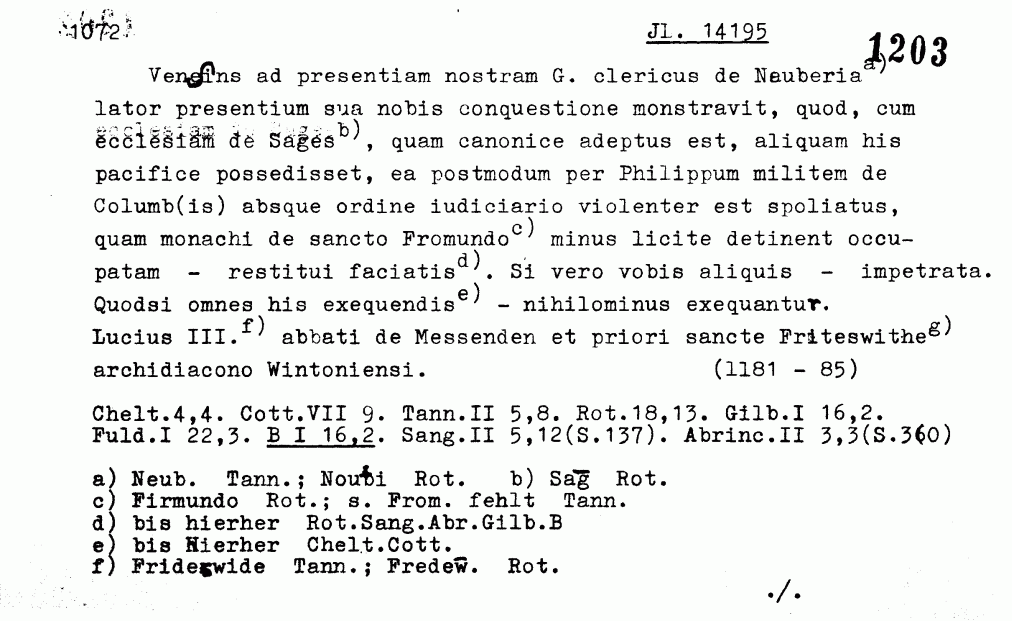 1072 JL. 14195 1203
Veniens ad presentiam nostram G. clericus de Neuberia a)
lator presentium sua nobis conquestione monstravit, quod, cum
ecclesiam de Sages b), quam canonice adeptus est, aliquam his
pacifice possedisset, ea postmodum per Philippum militem de
Columb(is) absque ordine iudiciario violenter est spoliatus,
quam monachi de sancto Fromundo c) minus licite detinent occu-
patam - restitui faciatis d). Si vero vobis aliquis - impetrata.
Quodsi omnes his exequendis e) - nihilominus exequantur.
Lucius III. f) abbati de Messenden et priori sancte Friteswithe g)
archidiacono Wintoniensi. (1181 - 85)
Chelt.4,4. Cott.VII 9. Tann.II 5,8. Rot.18,13. Gilb.I 16,2.
Fuld.I 22,3. B I 16,2. Sang.II 5,12(S.137). Abrinc.II 3,3(S.360)
a) Neub. Tann.; Noubi Rot. b) Sag̅ Rot.
c) Firmundo Rot.; s. From. fehlt Tann.
d) bis hierher Rot.Sang.Abr.Gilb.B
e) bis Hierher Chelt.Cott.
f) Frideswide Tann.; Fredew̅. Rot.
./.